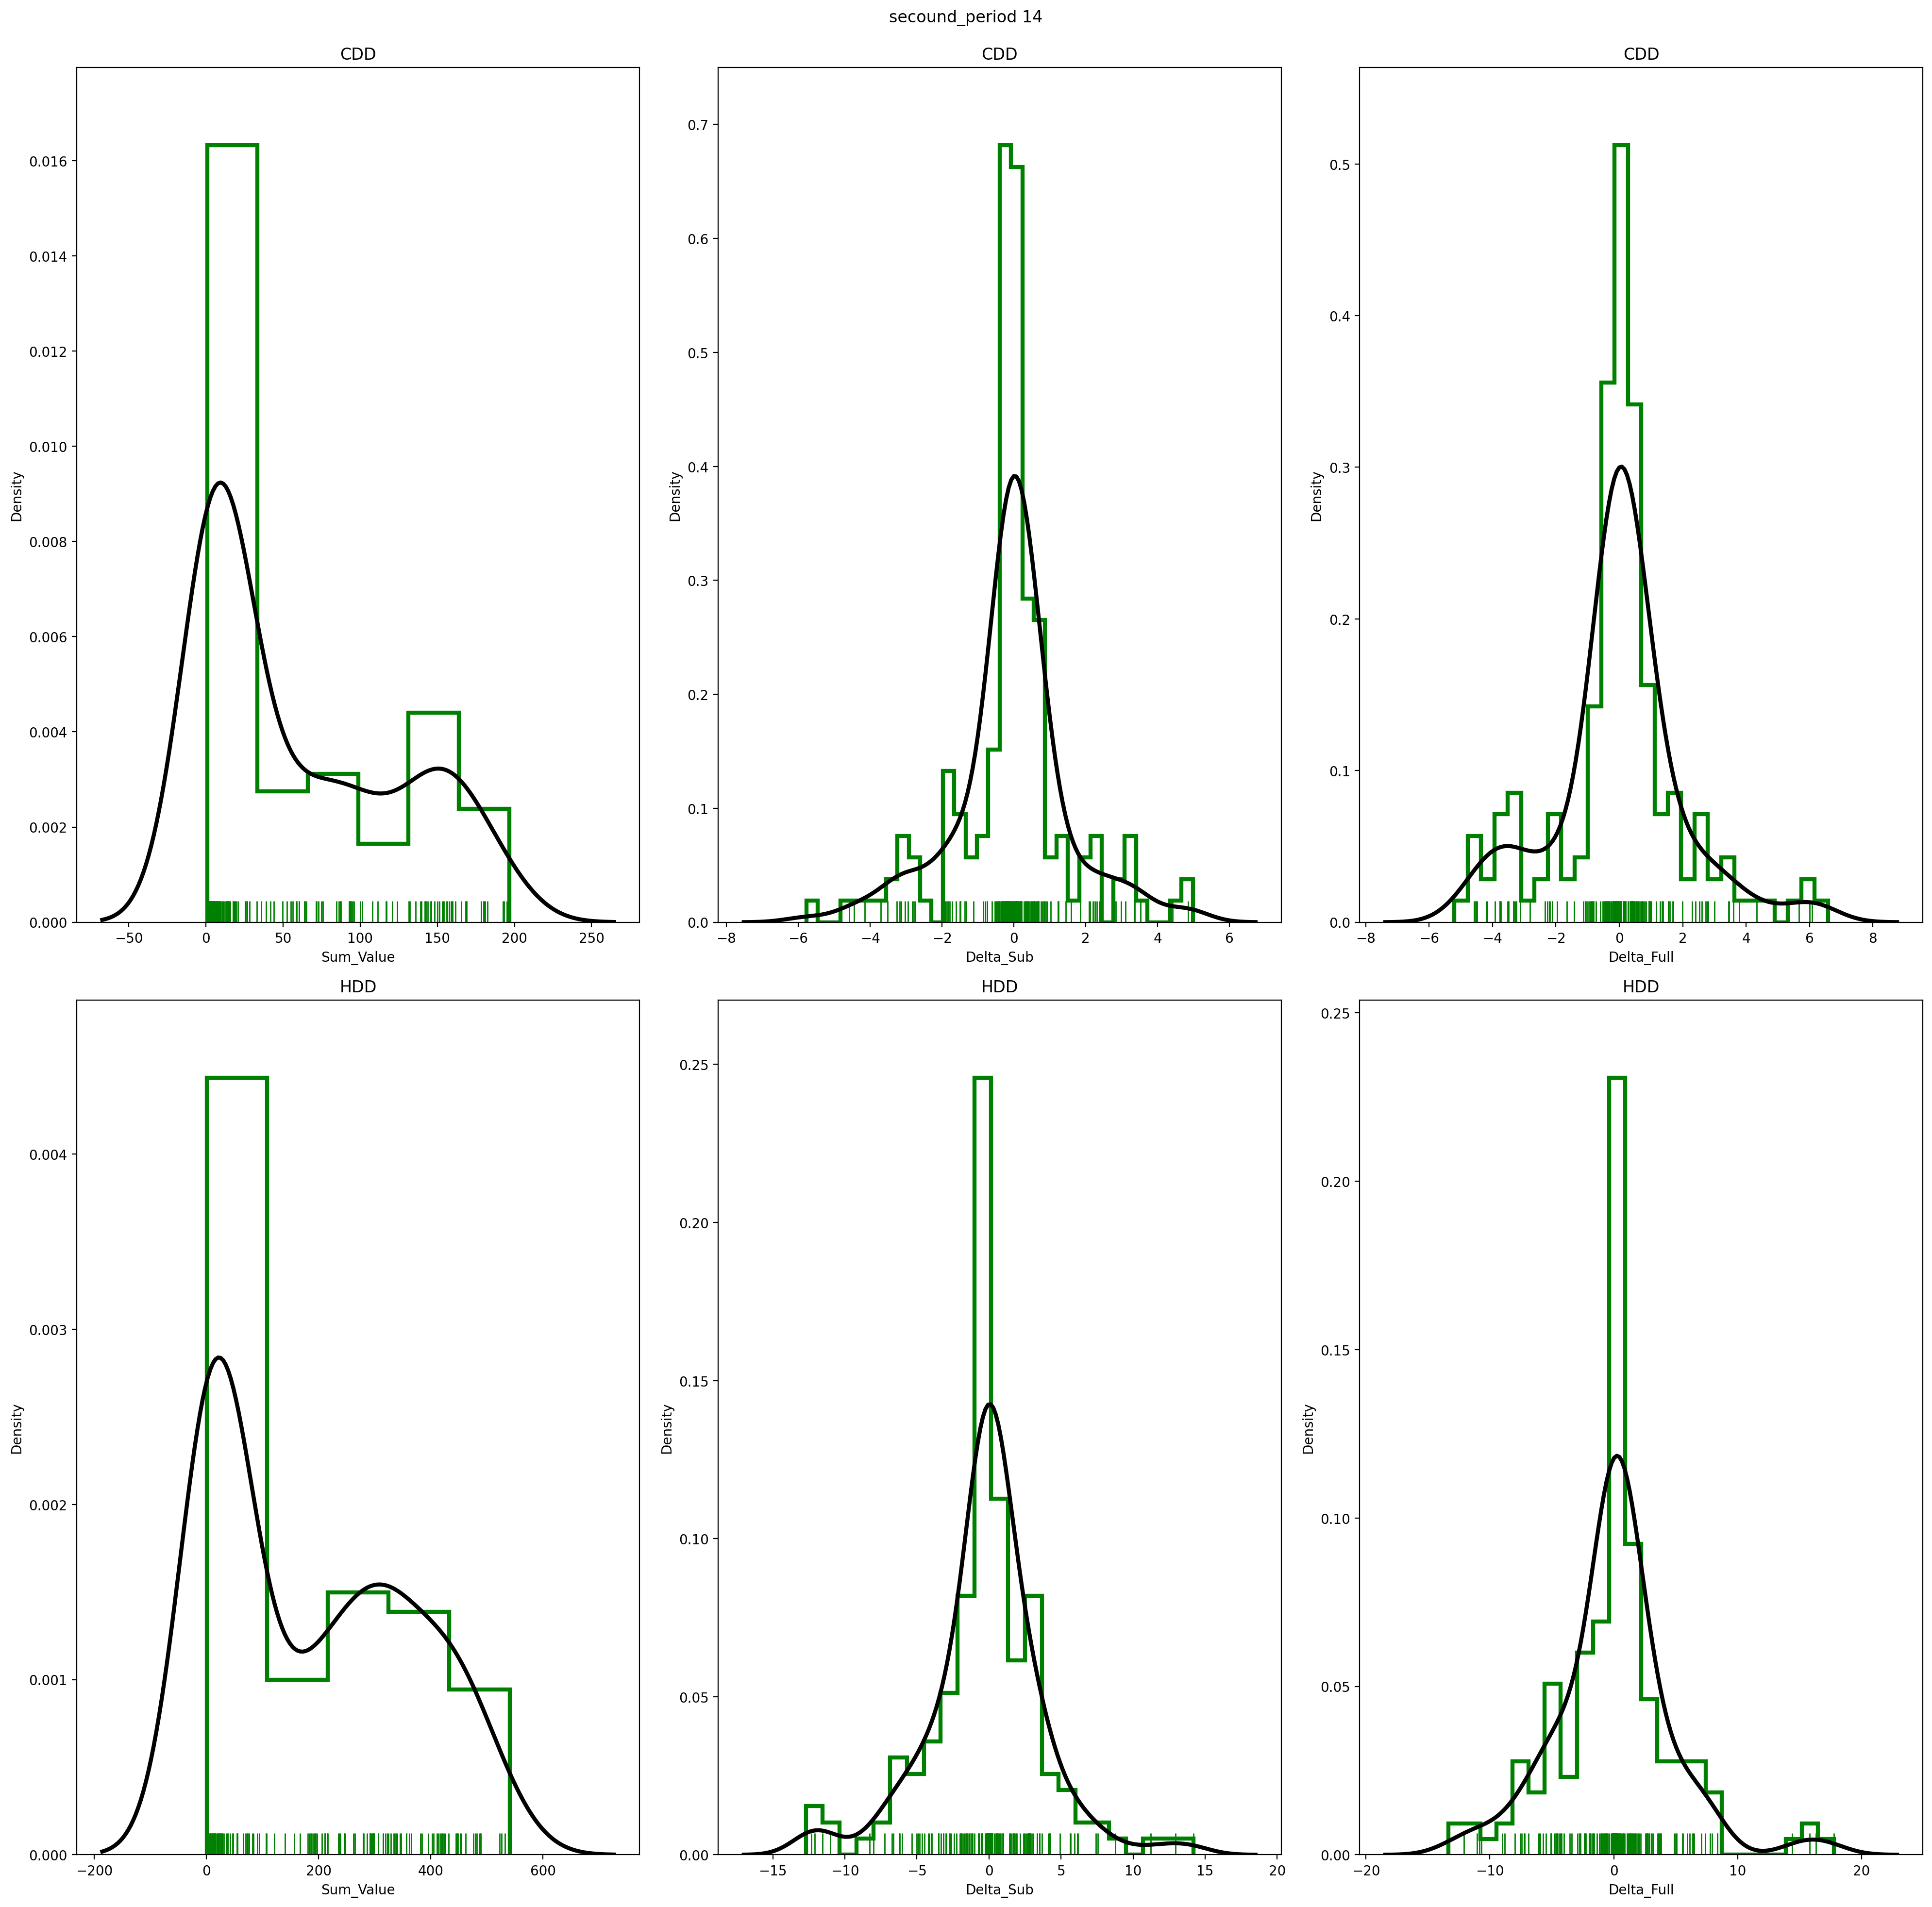 secound_period 14
CDD
CDD
CDD
Density
0.016
0.014
0.012
0.010
0.008
0.006
0.004
0.002
0.000
−50 0 50 100 150 200 250
Sum_Value
Density
0.7
0.6
0.5
0.4
0.3
0.2
0.1
0.0
−8 −6 −4 −2 0 2 4 6
Delta_Sub
Density
0.5
0.4
0.3
0.2
0.1
0.0
−8 −6 −4 −2 0 2 4 6 8
Delta_Full
HDD
HDD
HDD
Density
0.004
0.003
0.002
0.001
0.000
−200 0 200 400 600
Sum_Value
Density
0.25
0.20
0.15
0.10
0.05
0.00
−15 −10 −5 0 5 10 15 20
Delta_Sub
Density
0.25
0.20
0.15
0.10
0.05
0.00
−20 −10 0 10 20
Delta_Full